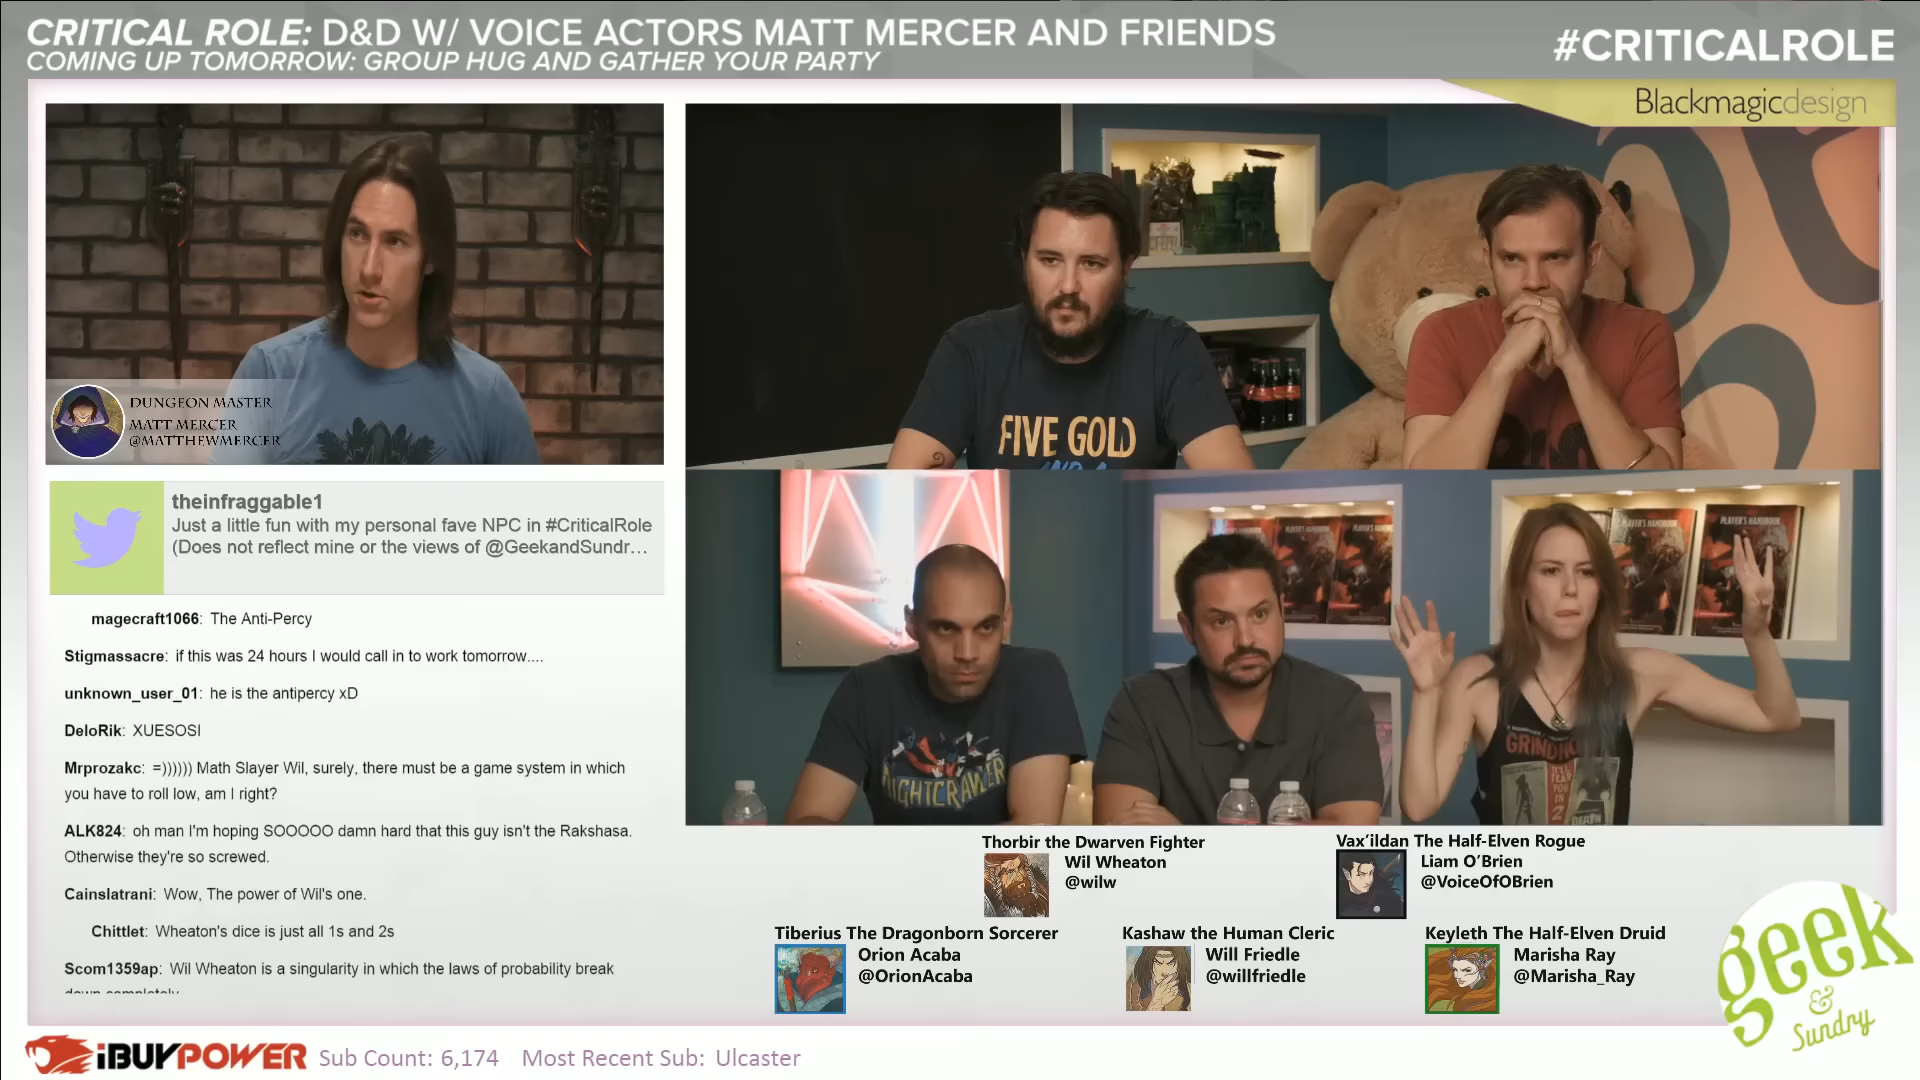 CRITICAL ROLE: D&D W/ VOICE ACTORS MATT MERCER AND FRIENDS
COMING UP TOMORROW: GROUP HUG AND GATHER YOUR PARTY
#CRITICALROLE
Blackmagicdesign
DUNGEON MASTER
MATT MERCER
@MATTHEWMERCER
FIVE GOLD
theinfraggable1
Just a little fun with my personal fave NPC in #CriticalRole
(Does not reflect mine or the views of @GeekandSundr…
PLAYER'S HANDBOOK
PLAYER'S HANDBOOK
NIGHTCRAWLER
magecraft1066: The Anti-Percy
Stigmassacre: if this was 24 hours I would call in to work tomorrow....
unknown_user_01: he is the antipercy xD
DeloRik: XUESOSI
Mrprozakc: =)))))) Math Slayer Wil, surely, there must be a game system in which
you have to roll low, am I right?
ALK824: oh man I'm hoping SOOOOO damn hard that this guy isn't the Rakshasa.
Otherwise they're so screwed.
Cainslatrani: Wow, The power of Wil's one.
Chittlet: Wheaton's dice is just all 1s and 2s
Scom1359ap: Wil Wheaton is a singularity in which the laws of probability break
Thorbir the Dwarven Fighter
Wil Wheaton
@wilw
Vax'ildan The Half-Elven Rogue
Liam O'Brien
@VoiceOfOBrien
Tiberius The Dragonborn Sorcerer
Orion Acaba
@OrionAcaba
Kashaw the Human Cleric
Will Friedle
@willfriedle
Keyleth The Half-Elven Druid
Marisha Ray
@Marisha_Ray
geek
&
Sundry
iBUYPOWER
Sub Count: 6,174 Most Recent Sub: Ulcaster